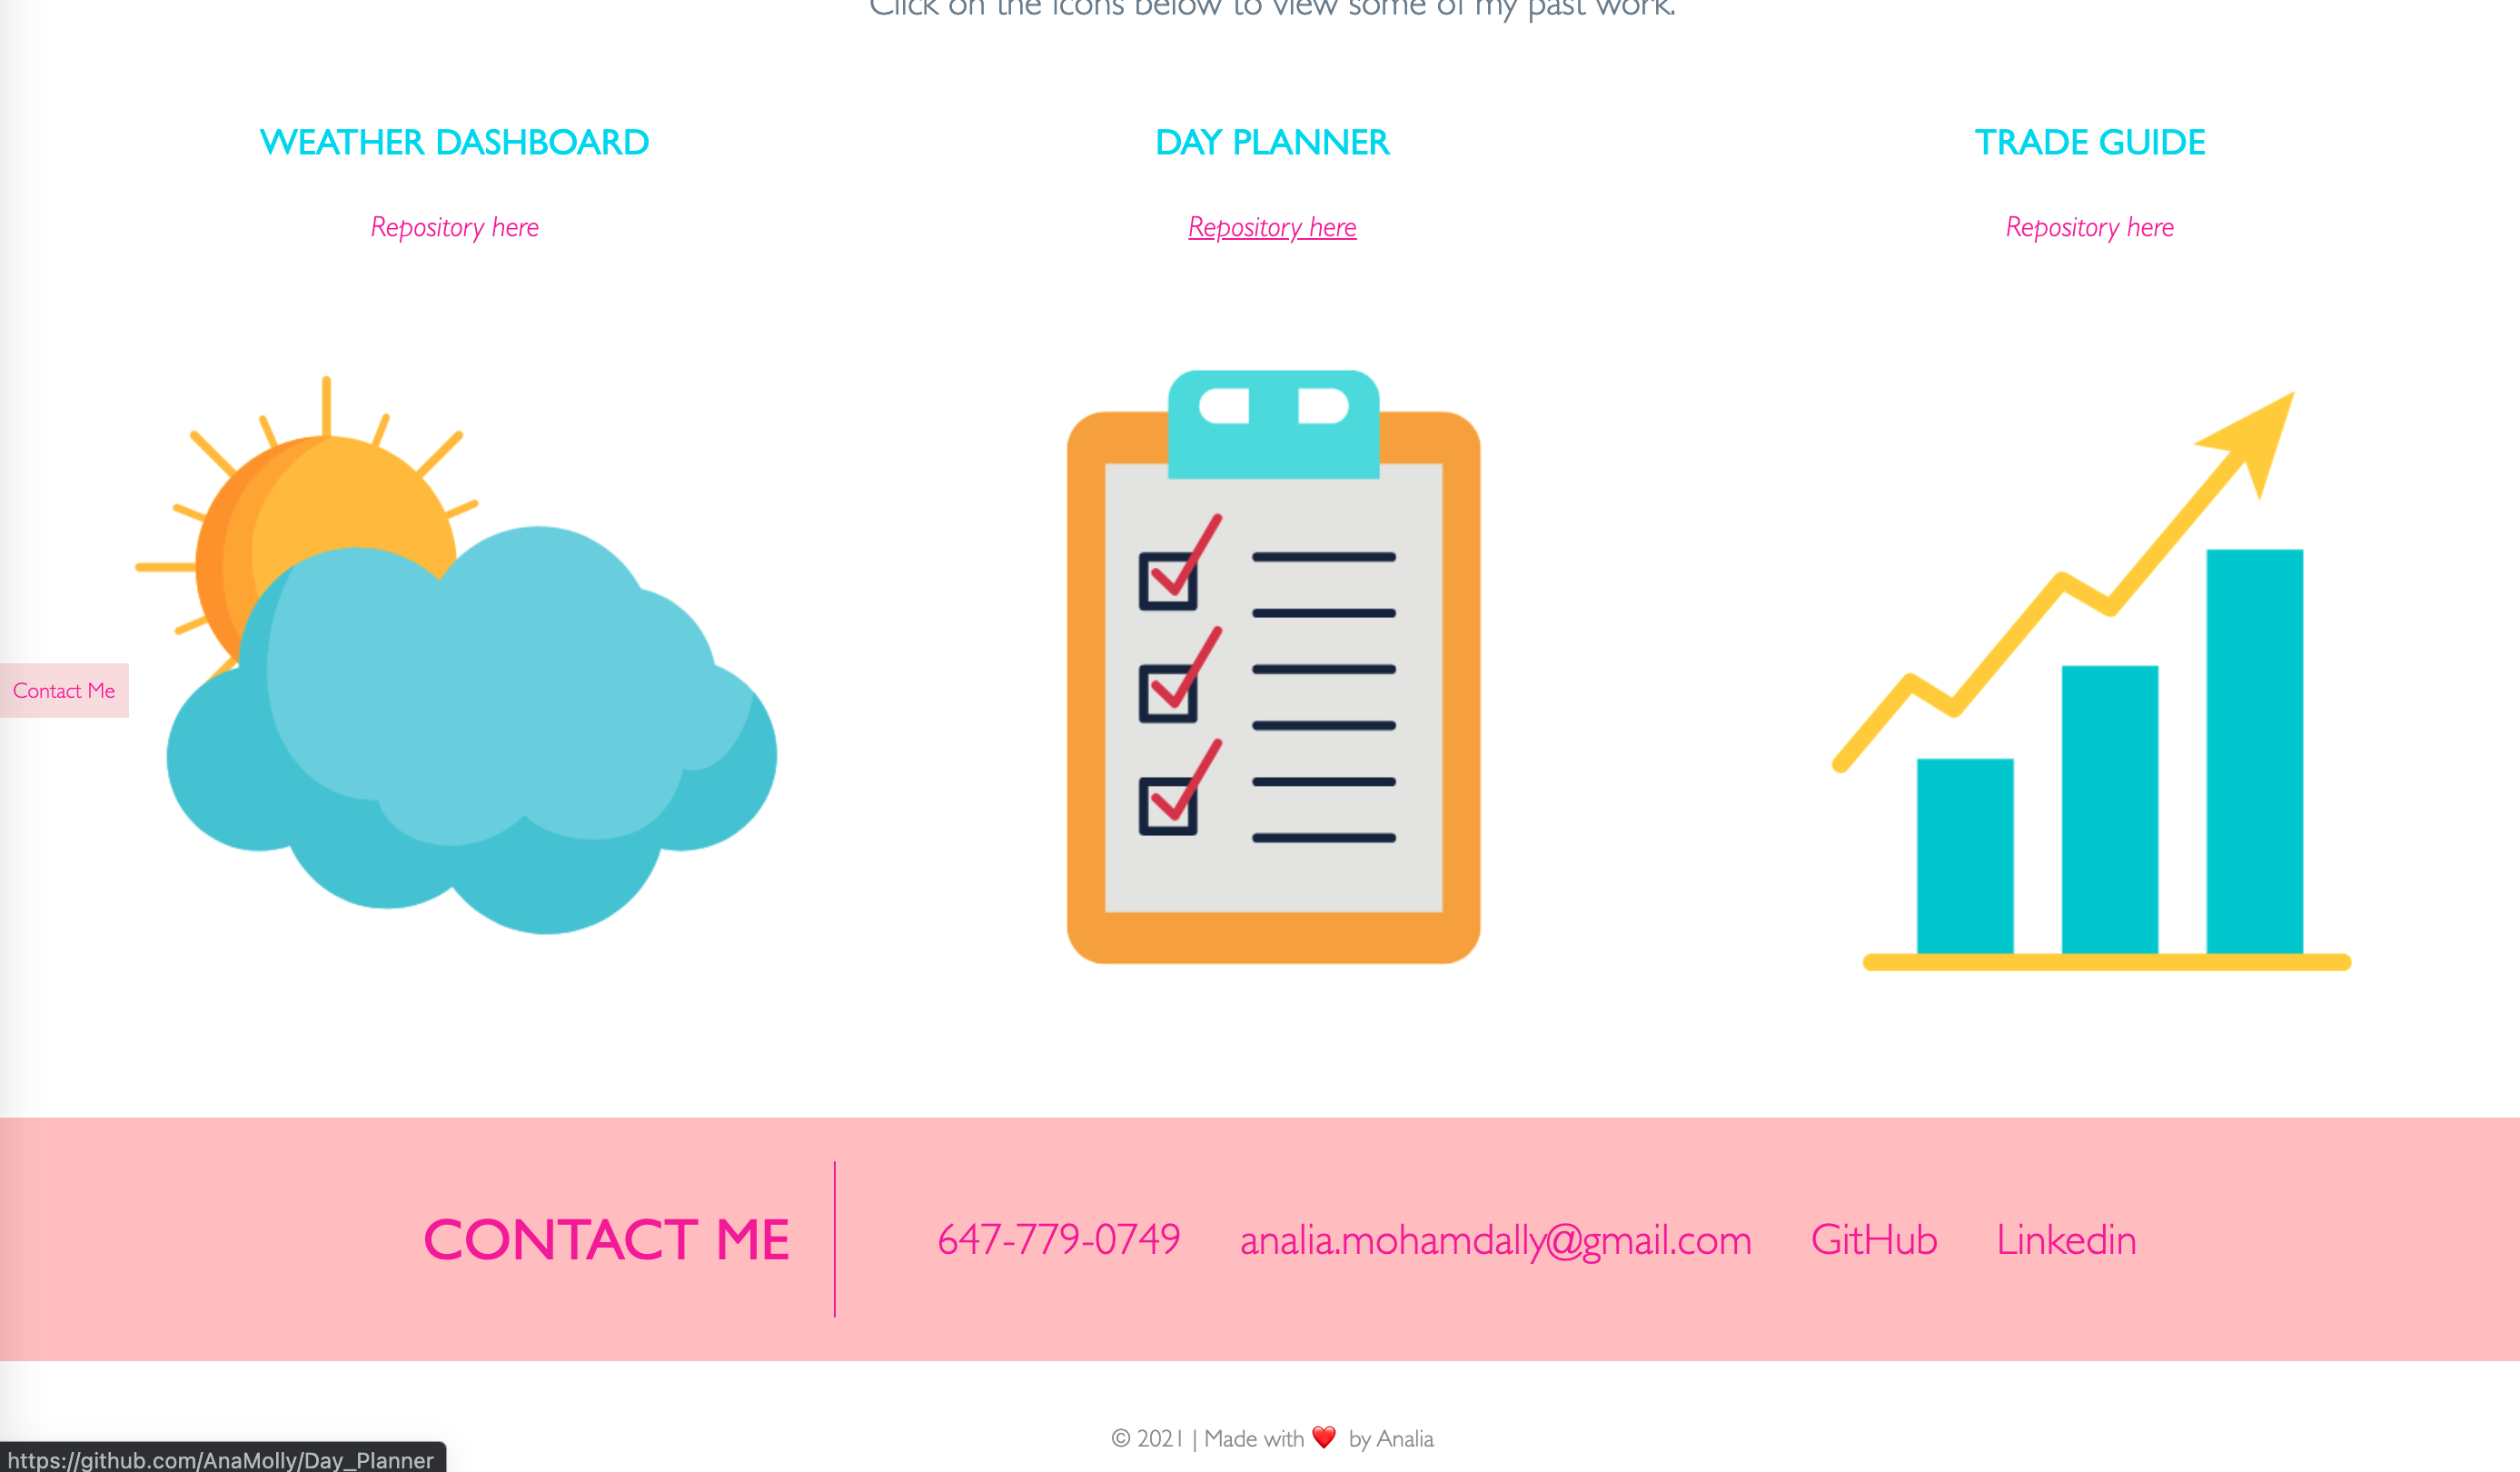 Click on the icons below to view some of my past work.
WEATHER DASHBOARD
DAY PLANNER
TRADE GUIDE
Repository here
Repository here
Repository here
Contact Me
CONTACT ME
647-779-0749
analia.mohamdally@gmail.com
GitHub
Linkedin
© 2021 | Made with ❤️ by Analia
https://github.com/AnaMolly/Day_Planner